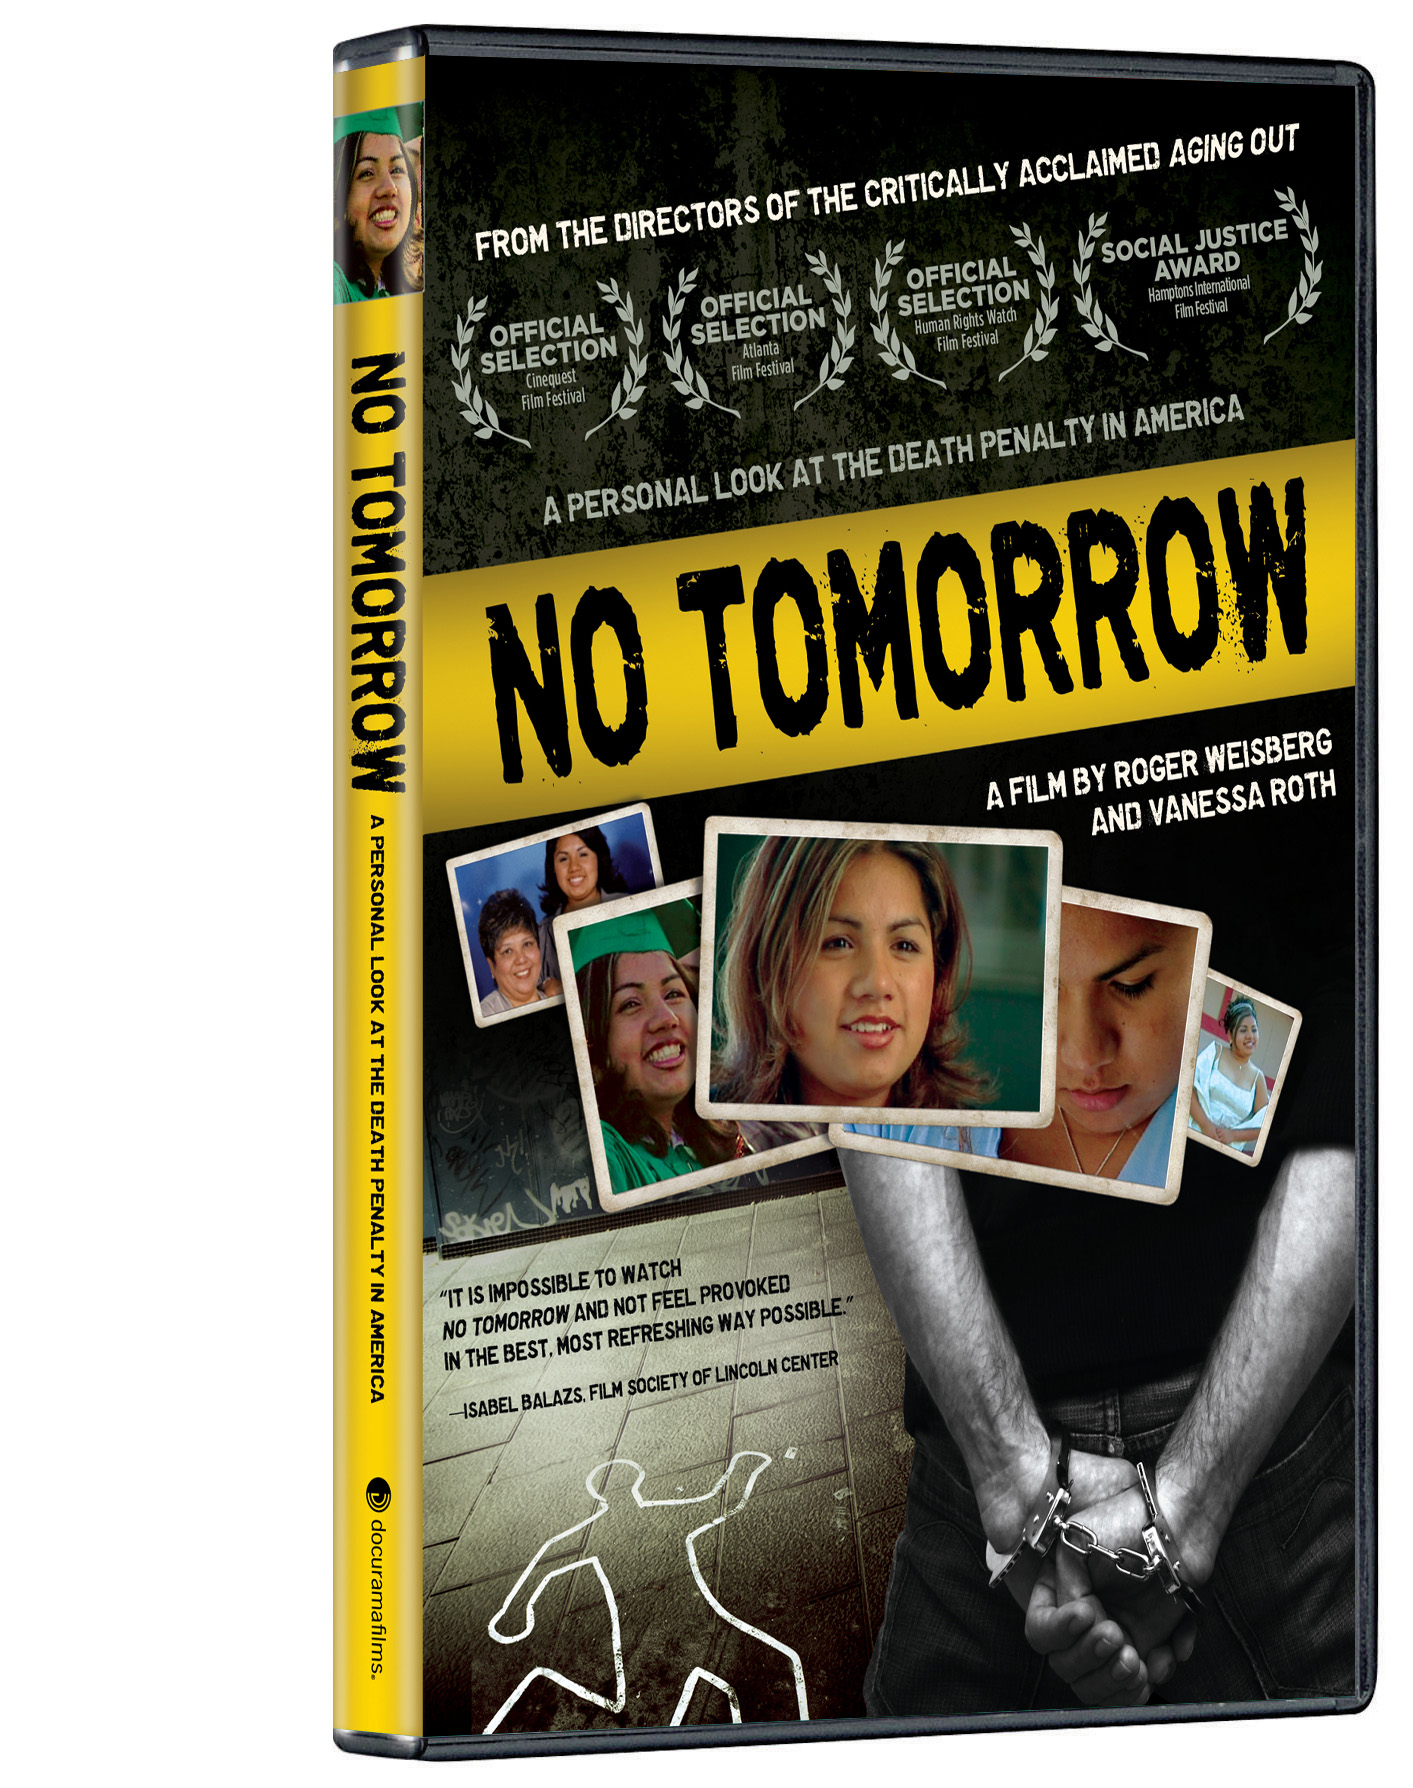 FROM THE DIRECTORS OF THE CRITICALLY ACCLAIMED AGING OUT
OFFICIAL
SELECTION
Cinequest
Film Festival
OFFICIAL
SELECTION
Atlanta
Film Festival
OFFICIAL
SELECTION
Human Rights Watch
Film Festival
SOCIAL JUSTICE
AWARD
Hamptons International
Film Festival
A PERSONAL LOOK AT THE DEATH PENALTY IN AMERICA
NO TOMORROW
A FILM BY ROGER WEISBERG
AND VANESSA ROTH
"IT IS IMPOSSIBLE TO WATCH
NO TOMORROW AND NOT FEEL PROVOKED
IN THE BEST, MOST REFRESHING WAY POSSIBLE."
—ISABEL BALAZS, FILM SOCIETY OF LINCOLN CENTER
NO TOMORROW A PERSONAL LOOK AT THE DEATH PENALTY IN AMERICA
docuramafilms®